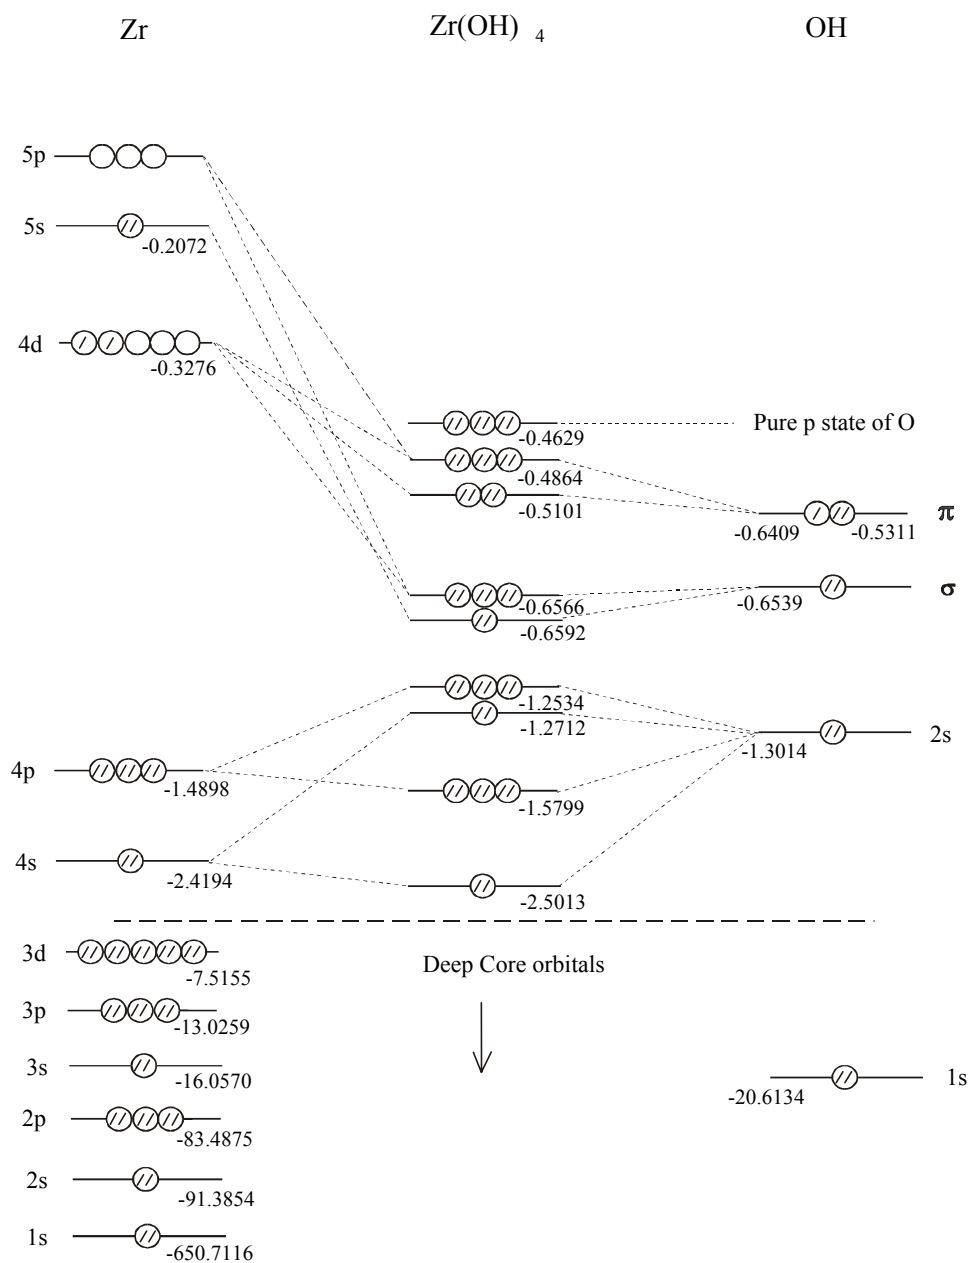 Zr Zr(OH) 4 OH
5p
5s
-0.2072
4d
-0.3276
Pure p state of O
-0.4629
-0.4864
-0.5101
-0.6409 -0.5311 π
-0.6566
-0.6539 σ
-0.6592
-1.2534
-1.2712
-1.3014 2s
4p
-1.4898
-1.5799
4s
-2.4194
-2.5013
3d
Deep Core orbitals
-7.5155
3p
-13.0259
3s
-16.0570
1s
-20.6134
2p
-83.4875
2s
-91.3854
1s
-650.7116